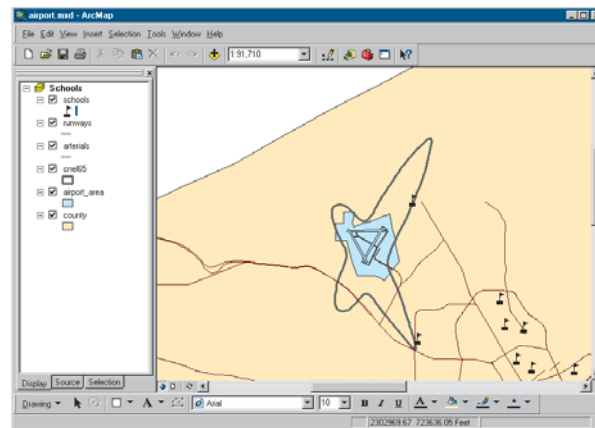 airport.mxd - ArcMap
File Edit View Insert Selection Tools Window Help
1:91,710
Schools
schools
runways
arterials
cnel65
airport_area
county
Display Source Selection
Drawing A Arial 10 B I U A
2302969.67 723636.05 Feet